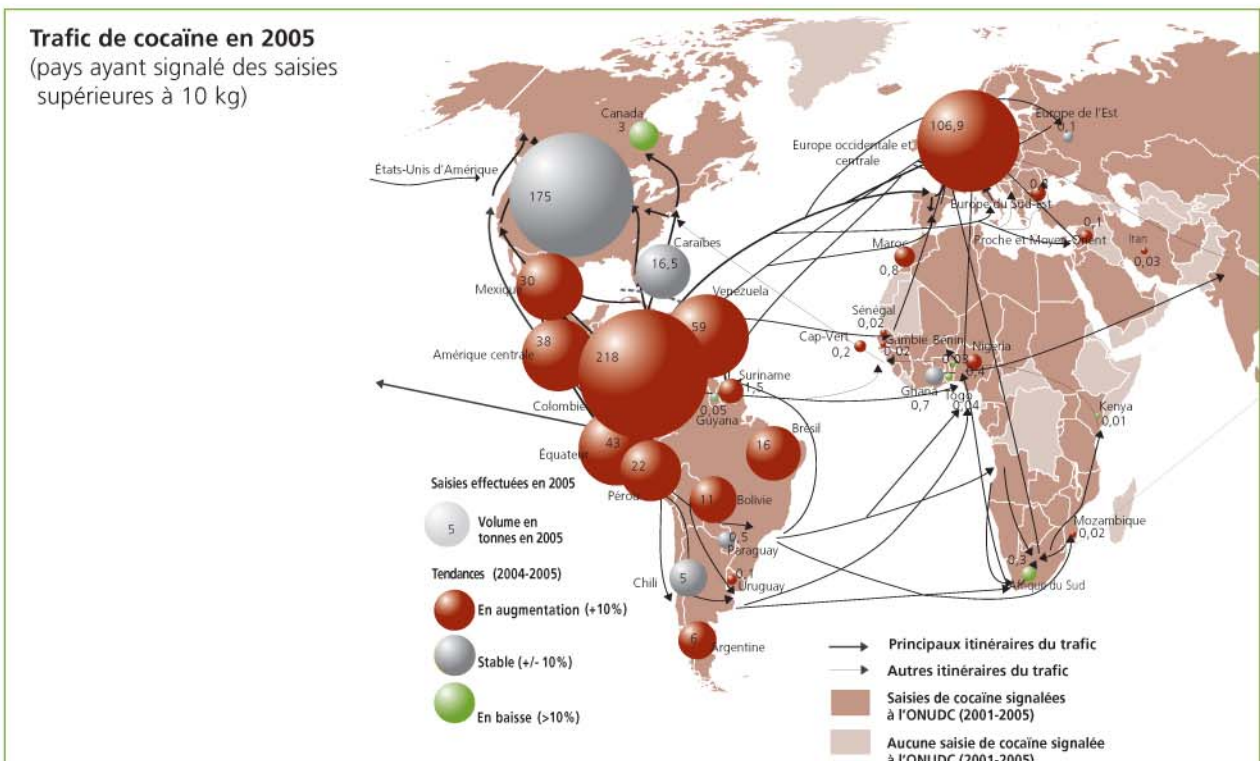 Trafic de cocaïne en 2005
(pays ayant signalé des saisies
supérieures à 10 kg)
Canada
3
106,9
Europe de l'Est
0,1
Europe occidentale et
centrale
États-Unis d'Amérique
175
Europe du Sud-Est
0,1
Proche et Moyen-Orient
Iran
0,03
Caraïbes
16,5
Maroc
0,8
30
Mexique
Venezuela
59
Sénégal
0,02
Cap-Vert
0,2
Gambie
0,02
Bénin
0,03
Nigéria
0,4
38
Amérique centrale
218
Colombie
Suriname
1,5
0,05
Guyana
Ghana
0,7
Togo
0,04
Kenya
0,01
43
Équateur
Brésil
16
22
Pérou
11
Bolivie
Saisies effectuées en 2005
5
Volume en
tonnes en 2005
0,5
Paraguay
Mozambique
0,02
0,3
Afrique du Sud
Tendances (2004-2005)
Chili
5
0,1
Uruguay
En augmentation (+10%)
6
Argentine
Stable (+/- 10%)
En baisse (>10%)
Principaux itinéraires du trafic
Autres itinéraires du trafic
Saisies de cocaïne signalées
à l'ONUDC (2001-2005)
Aucune saisie de cocaïne signalée
à l'ONUDC (2001-2005)